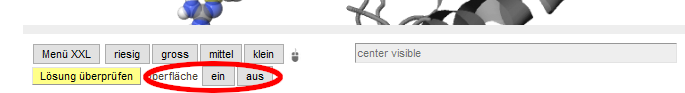 Menü XXL riesig gross mittel klein center visible
Lösung überprüfen berfläche ein aus